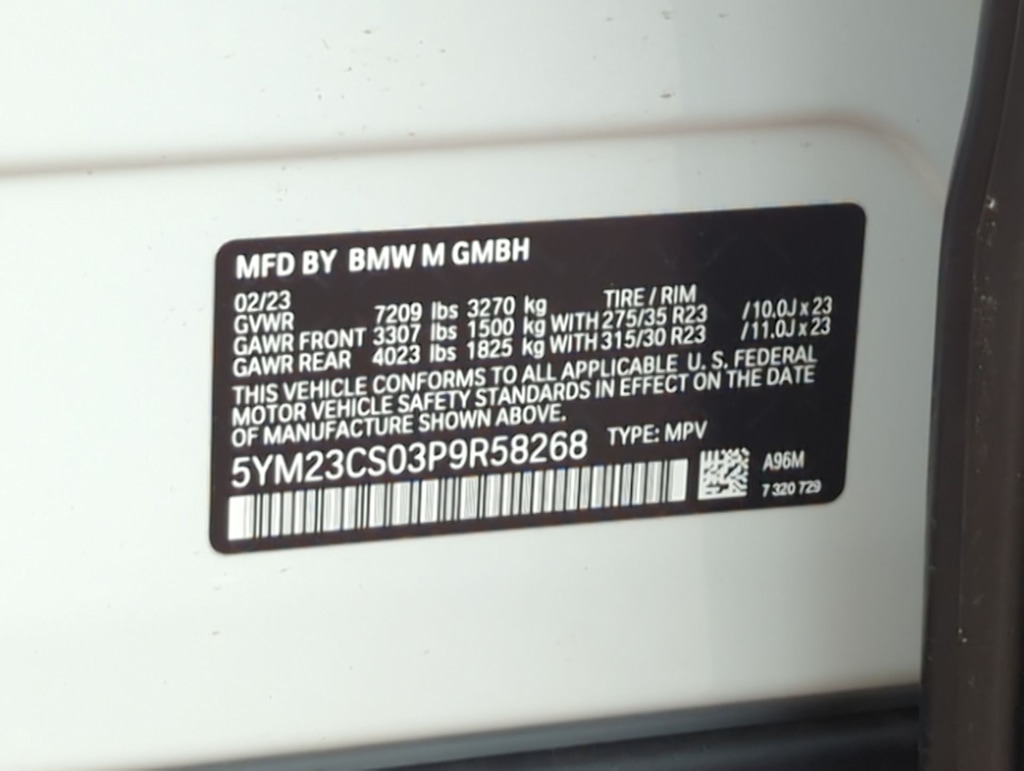 MFD BY BMW M GMBH
02/23 TIRE / RIM
GVWR 7209 lbs 3270 kg
GAWR FRONT 3307 lbs 1500 kg WITH 275/35 R23 /10.0J x 23
GAWR REAR 4023 lbs 1825 kg WITH 315/30 R23 /11.0J x 23
THIS VEHICLE CONFORMS TO ALL APPLICABLE U. S. FEDERAL
MOTOR VEHICLE SAFETY STANDARDS IN EFFECT ON THE DATE
OF MANUFACTURE SHOWN ABOVE.
5YM23CS03P9R58268 TYPE: MPV
A96M
7 320 729